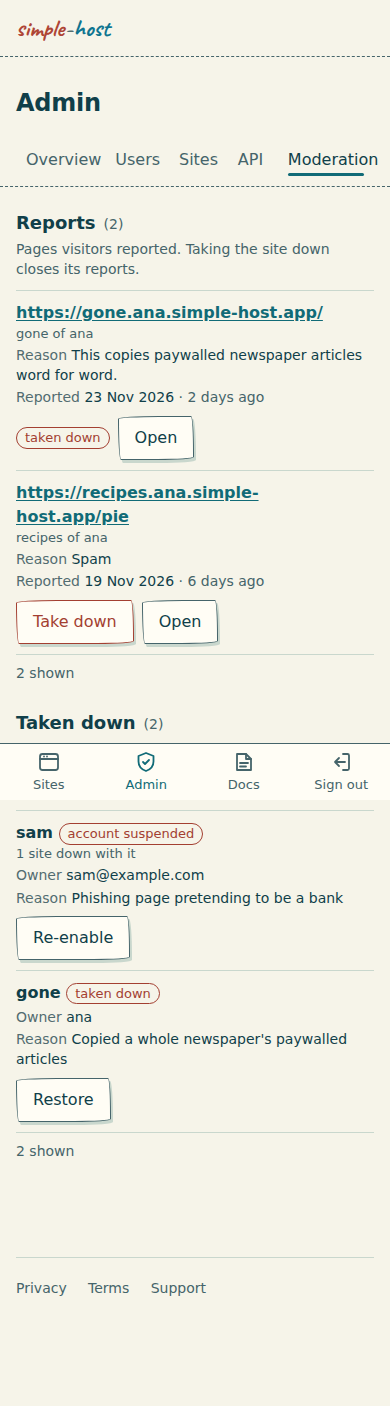 simple-host
Admin
Overview Users Sites API Moderation
Reports (2)
Pages visitors reported. Taking the site down
closes its reports.
https://gone.ana.simple-host.app/
gone of ana
Reason This copies paywalled newspaper articles
word for word.
Reported 23 Nov 2026 · 2 days ago
taken down Open
https://recipes.ana.simple-
host.app/pie
recipes of ana
Reason Spam
Reported 19 Nov 2026 · 6 days ago
Take down Open
2 shown
Taken down (2)
Sites Admin Docs Sign out
sam account suspended
1 site down with it
Owner sam@example.com
Reason Phishing page pretending to be a bank
Re-enable
gone taken down
Owner ana
Reason Copied a whole newspaper's paywalled
articles
Restore
2 shown
Privacy Terms Support